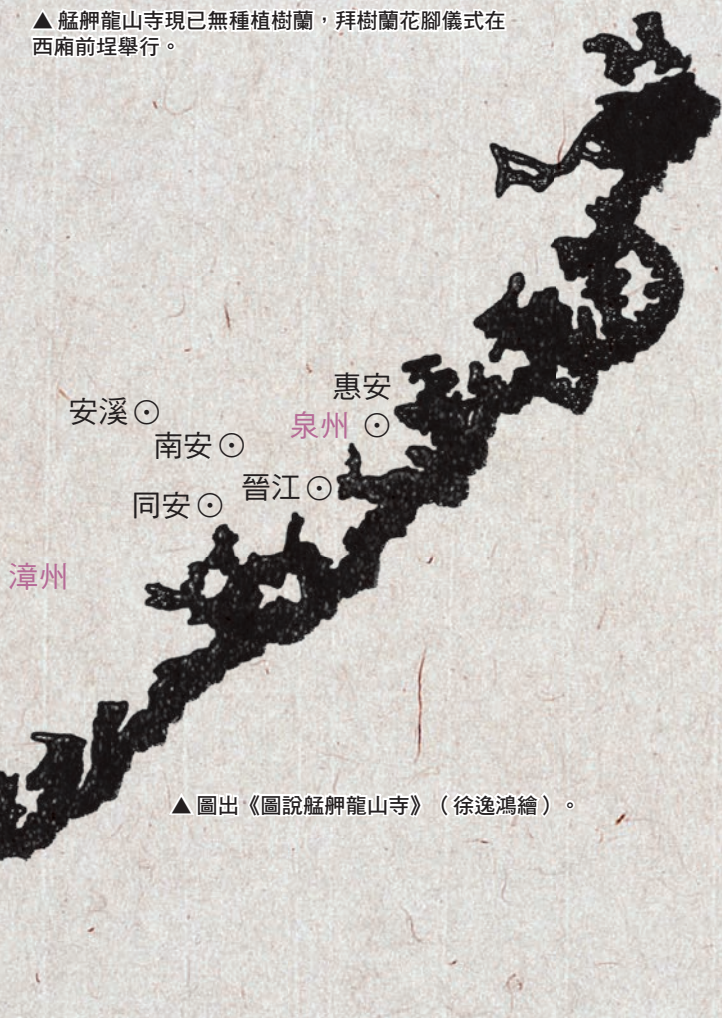 ▲ 艋舺龍山寺現已無種植樹蘭，拜樹蘭花腳儀式在
西廂前埕舉行。
惠安
安溪
泉州
南安
晉江
同安
漳州
▲ 圖出《圖說艋舺龍山寺》（徐逸鴻繪）。